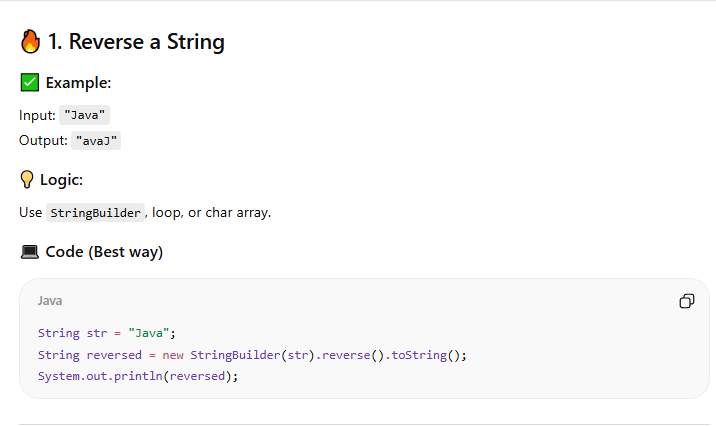 🔥 1. Reverse a String
✅ Example:
Input: "Java"
Output: "avaJ"
💡 Logic:
Use StringBuilder, loop, or char array.
💻 Code (Best way)
Java
String str = "Java";
String reversed = new StringBuilder(str).reverse().toString();
System.out.println(reversed);